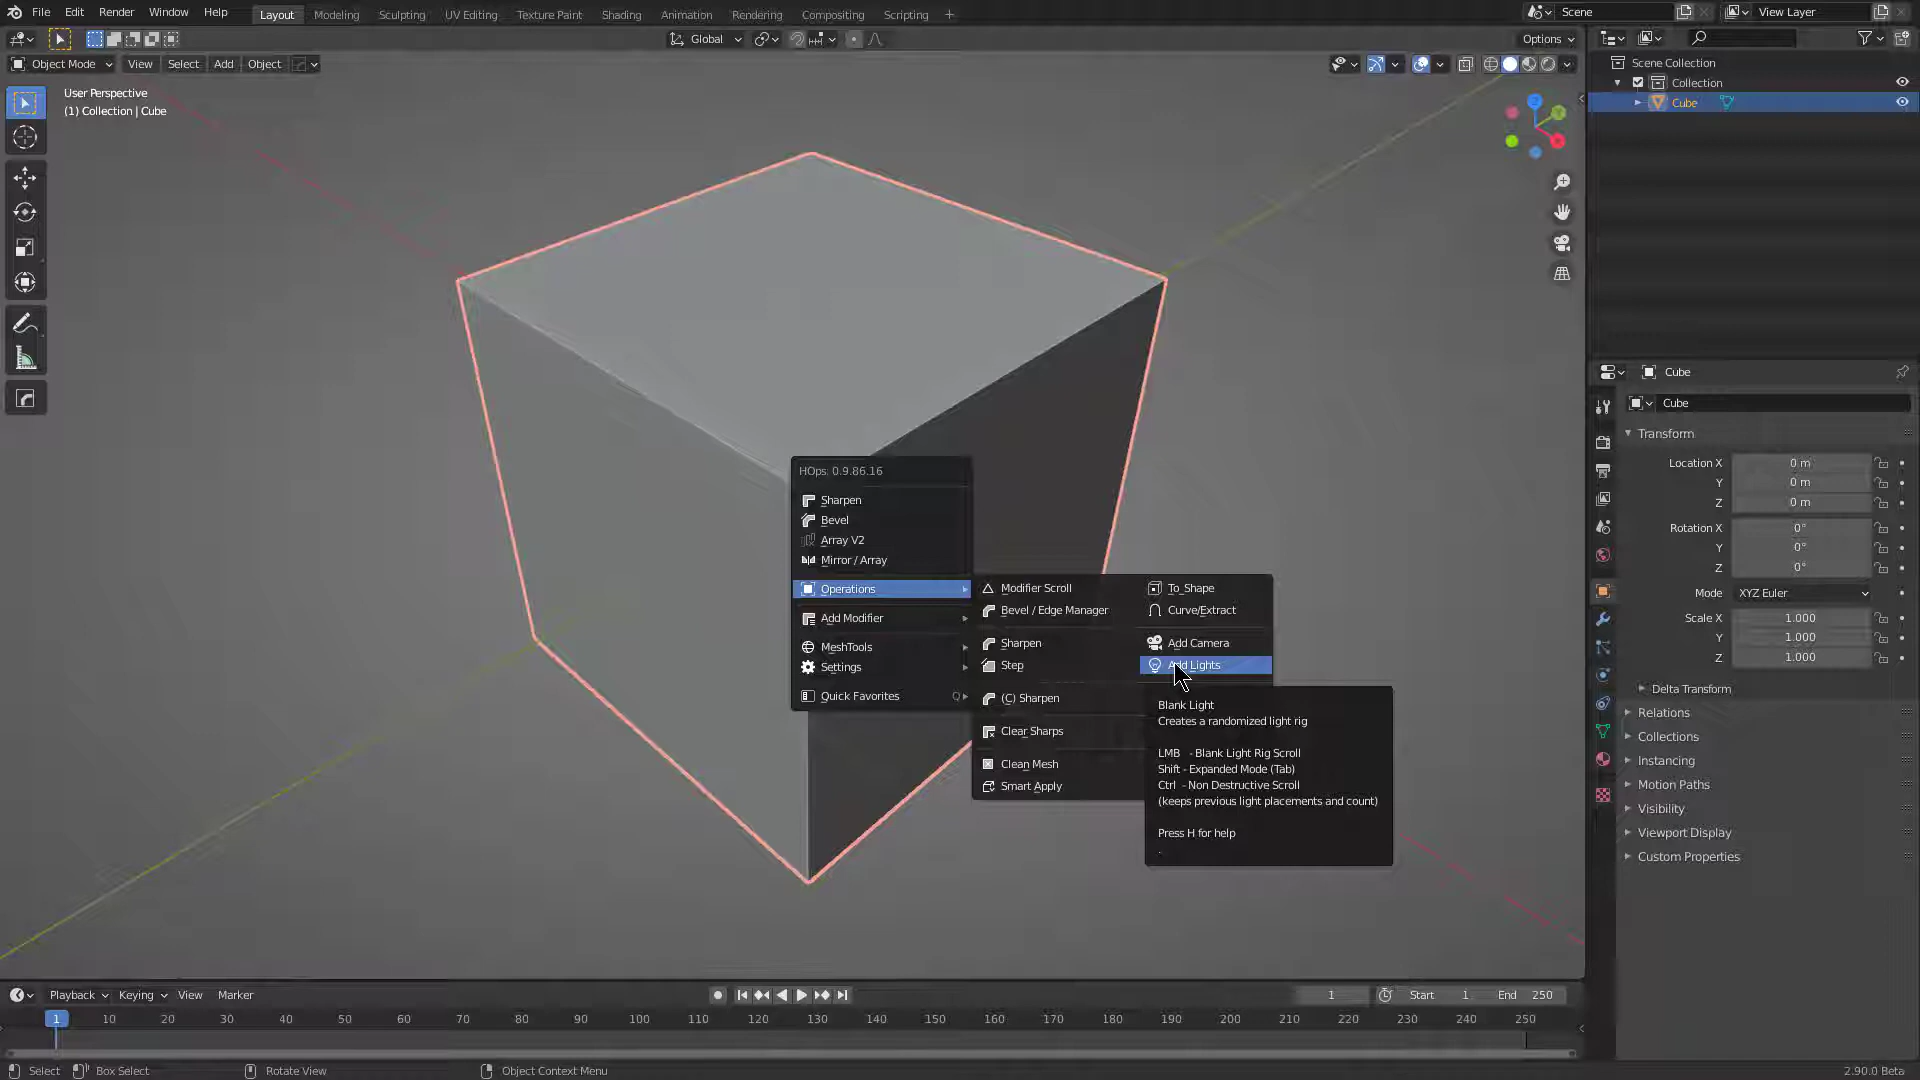 File Edit Render Window Help Layout Modeling Sculpting UV Editing Texture Paint Shading Animation Rendering Compositing Scripting + Scene View Layer
Global Options
Object Mode View Select Add Object
User Perspective
(1) Collection | Cube
Scene Collection
Collection
Cube
Cube
Cube
Transform
Location X 0 m
Y 0 m
Z 0 m
Rotation X 0°
Y 0°
Z 0°
Mode XYZ Euler
Scale X 1.000
Y 1.000
Z 1.000
Delta Transform
Relations
Collections
Instancing
Motion Paths
Visibility
Viewport Display
Custom Properties
HOps: 0.9.86.16
Sharpen
Bevel
Array V2
Mirror / Array
Operations
Add Modifier
MeshTools
Settings
Quick Favorites Q
Modifier Scroll
Bevel / Edge Manager
Sharpen
Step
(C) Sharpen
Clear Sharps
Clean Mesh
Smart Apply
To_Shape
Curve/Extract
Add Camera
Add Lights
Blank Light
Creates a randomized light rig
LMB - Blank Light Rig Scroll
Shift - Expanded Mode (Tab)
Ctrl - Non Destructive Scroll
(keeps previous light placements and count)
Press H for help
.
Playback Keying View Marker 1 Start 1 End 250
1 10 20 30 40 50 60 70 80 90 100 110 120 130 140 150 160 170 180 190 200 210 220 230 240 250
Select Box Select Rotate View Object Context Menu 2.90.0 Beta